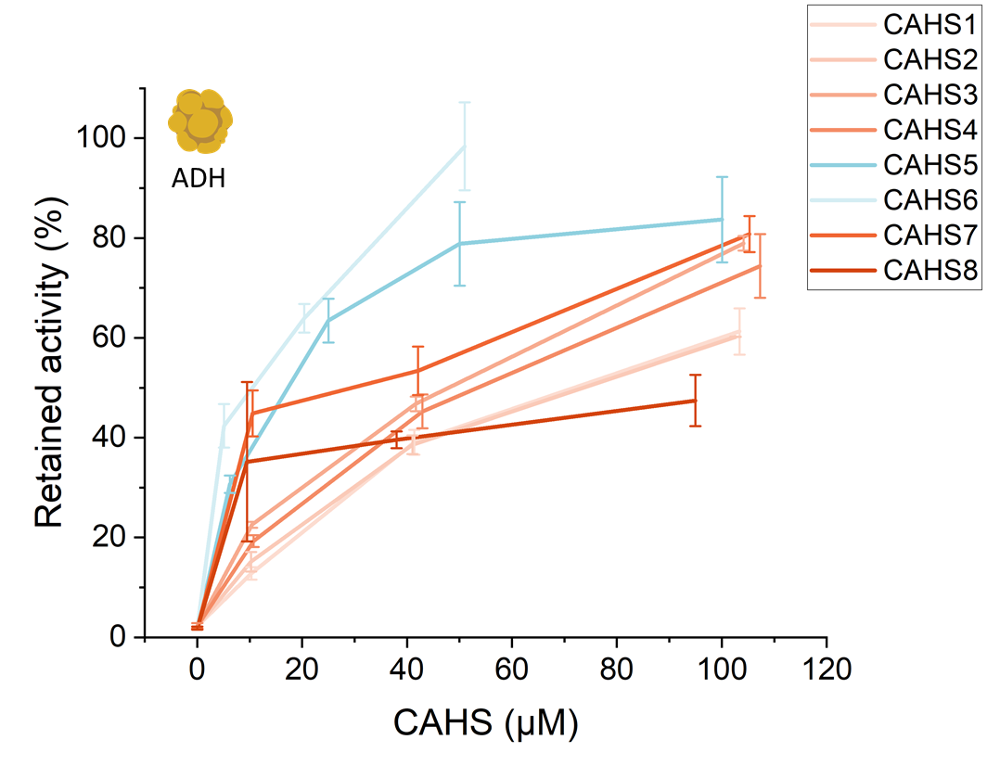 CAHS1
CAHS2
CAHS3
CAHS4
CAHS5
CAHS6
CAHS7
CAHS8
ADH
Retained activity (%)
100
80
60
40
20
0
0 20 40 60 80 100 120
CAHS (μM)